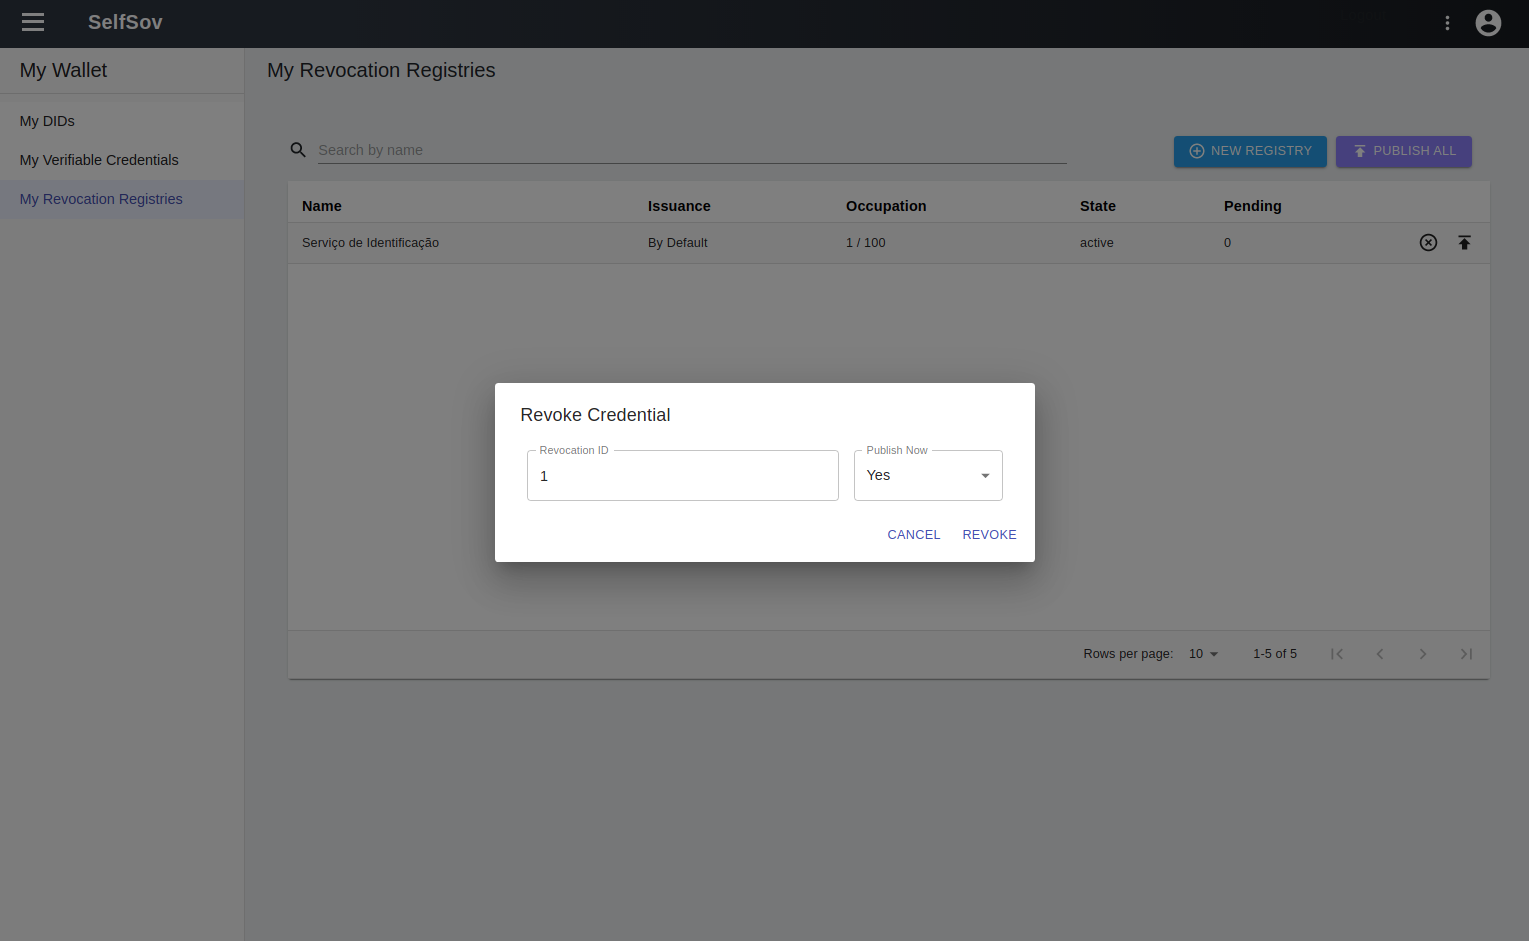 SelfSov
My Wallet
My DIDs
My Verifiable Credentials
My Revocation Registries
My Revocation Registries
Search by name
NEW REGISTRY
PUBLISH ALL
Name Issuance Occupation State Pending
Serviço de Identificação By Default 1 / 100 active 0
Revoke Credential
Revocation ID
1
Publish Now
Yes
CANCEL REVOKE
Rows per page: 10 1-5 of 5